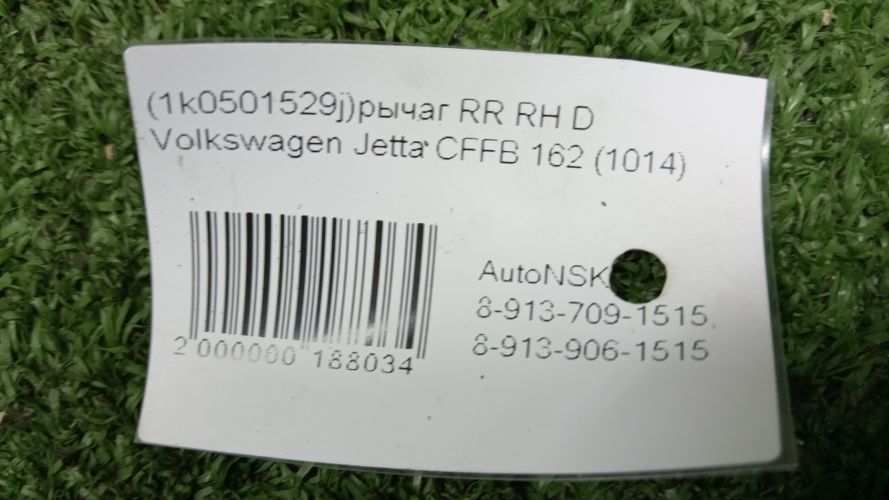 (1k0501529j)рычаг RR RH D
Volkswagen Jetta CFFB 162 (1014)
AutoNSK
8-913-709-1515,
8-913-906-1515
2 000000 188034